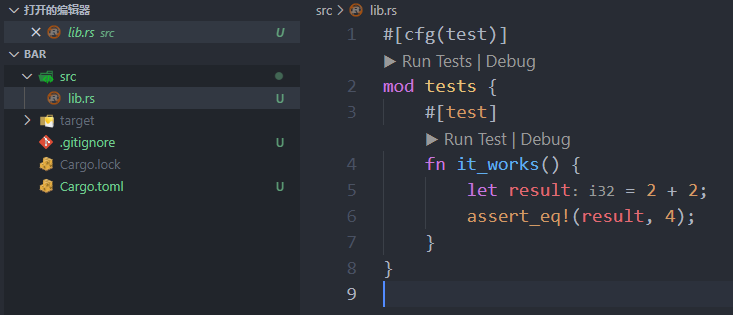 打开的编辑器
lib.rs src U
BAR
src
lib.rs U
target
.gitignore U
Cargo.lock
Cargo.toml U
src > lib.rs
1 #[cfg(test)]
▶ Run Tests | Debug
2 mod tests {
3 #[test]
▶ Run Test | Debug
4 fn it_works() {
5 let result: i32 = 2 + 2;
6 assert_eq!(result, 4);
7 }
8 }
9